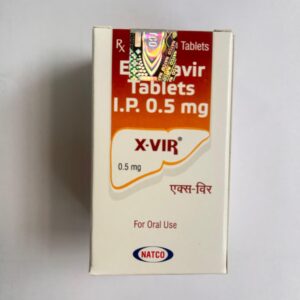 Rx Tablets
Tablets
I.P. 0.5 mg
X-VIR®
0.5 mg
एक्स-विर
For Oral Use
NATCO